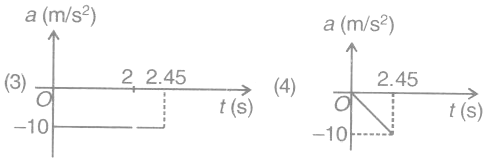 a (m/s²)
(3)
O
2 2.45
t (s)
–10
a (m/s²)
(4)
O
2.45
t (s)
–10